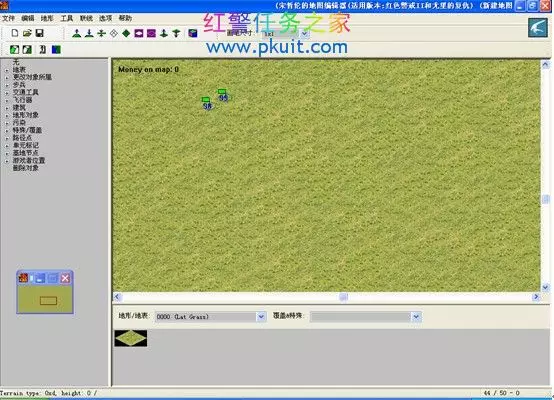 (宋哲伦的地图编辑器(适用版本:红色警戒II和尤里的复仇) (新建地图
红警任务之家
文件 编辑 地形 工具 联线 选项 帮助
画笔尺寸: 1x1
www.pkuit.com
无
地表
更改对象所属
步兵
交通工具
飞行器
建筑
地形对象
污染
特殊/覆盖
路径点
单元标记
基地节点
游戏者位置
删除对象
Money on map: 0
99
98
地形/地表: 0000 (Lat Grass) 覆盖&特殊:
Terrain type: 0xd, height: 0 / 44 / 50 - 0